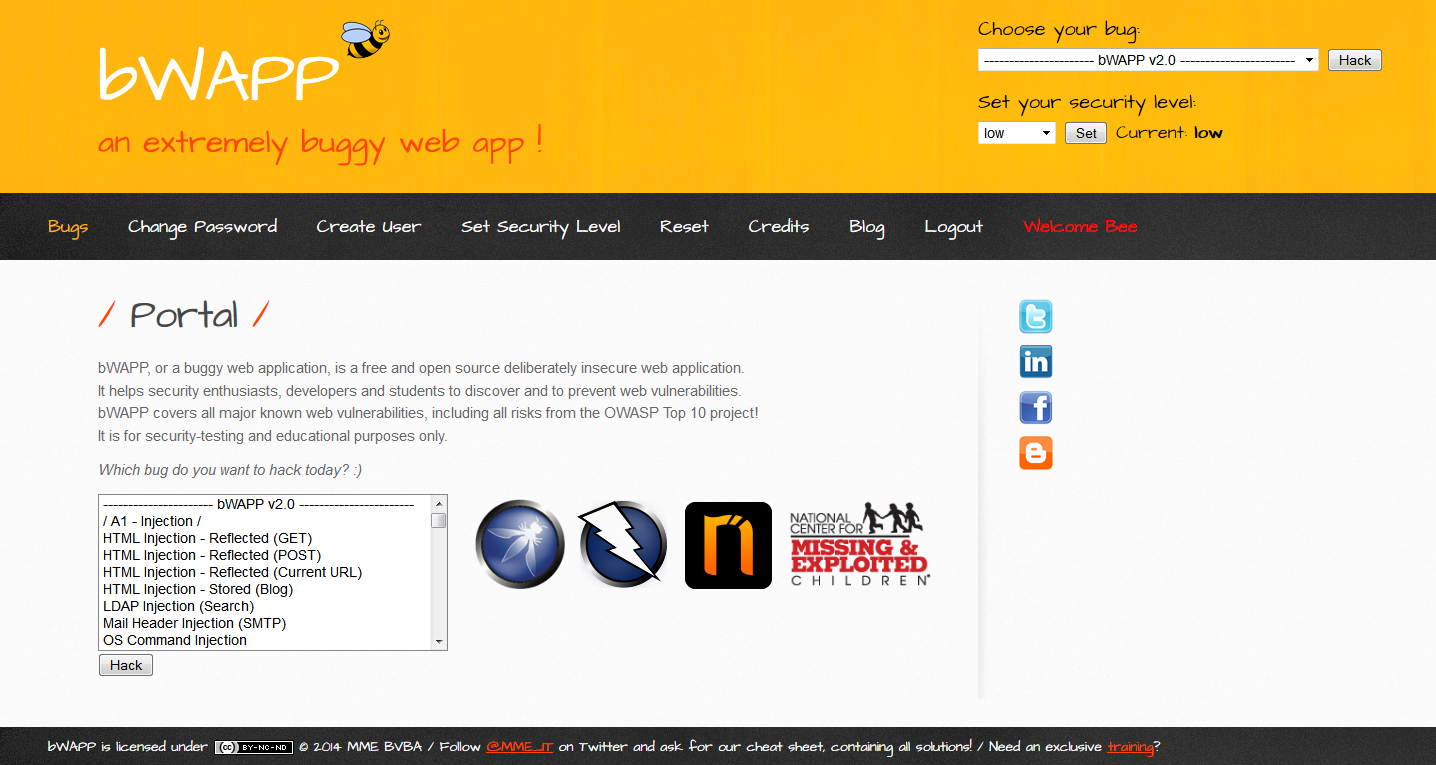 bWAPP
an extremely buggy web app !
Choose your bug:
---------------------- bWAPP v2.0 -----------------------
Hack
Set your security level:
low
Set
Current: low
Bugs
Change Password
Create User
Set Security Level
Reset
Credits
Blog
Logout
Welcome Bee
/ Portal /
bWAPP, or a buggy web application, is a free and open source deliberately insecure web application.
It helps security enthusiasts, developers and students to discover and to prevent web vulnerabilities.
bWAPP covers all major known web vulnerabilities, including all risks from the OWASP Top 10 project!
It is for security-testing and educational purposes only.
Which bug do you want to hack today? :)
---------------------- bWAPP v2.0 -----------------------
/ A1 - Injection /
HTML Injection - Reflected (GET)
HTML Injection - Reflected (POST)
HTML Injection - Reflected (Current URL)
HTML Injection - Stored (Blog)
LDAP Injection (Search)
Mail Header Injection (SMTP)
OS Command Injection
Hack
NATIONAL
CENTER FOR
MISSING &
EXPLOITED
CHILDREN®
bWAPP is licensed under (cc) BY-NC-ND © 2014 MME BVBA / Follow @MME_IT on Twitter and ask for our cheat sheet, containing all solutions! / Need an exclusive training?